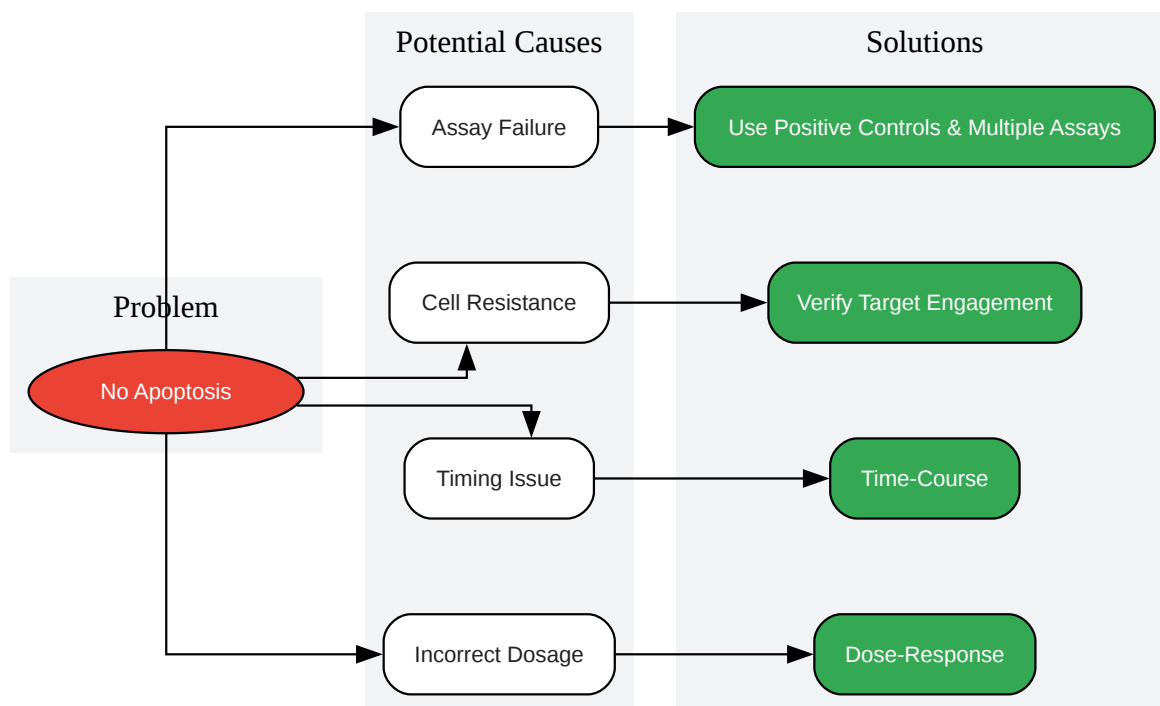 Potential Causes
Solutions
Assay Failure
Use Positive Controls & Multiple Assays
Cell Resistance
Verify Target Engagement
Problem
No Apoptosis
Timing Issue
Time-Course
Incorrect Dosage
Dose-Response